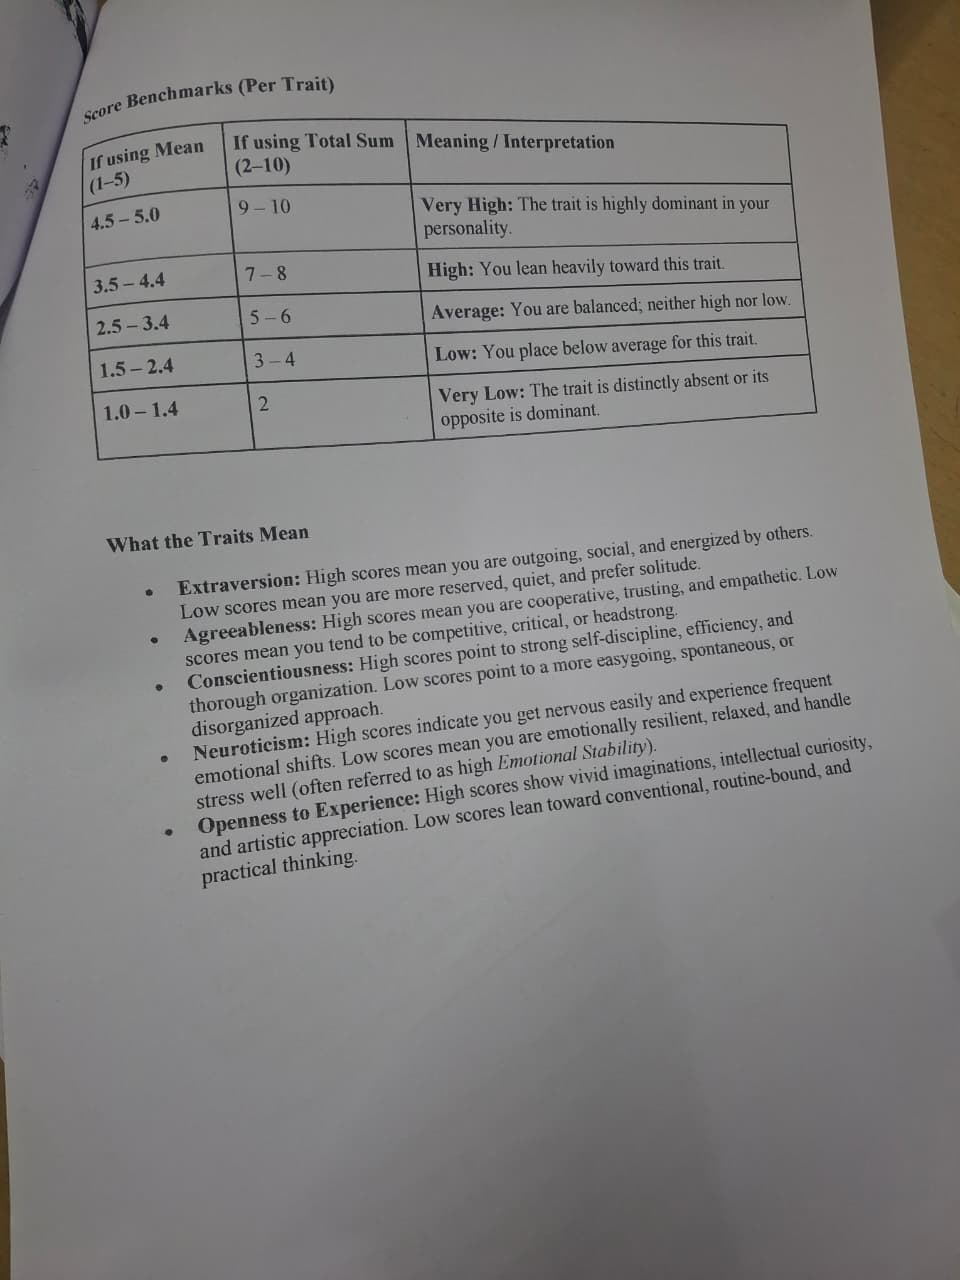 Score Benchmarks (Per Trait)
If using Mean
(1–5)
If using Total Sum
(2–10)
Meaning / Interpretation
4.5 – 5.0
9 – 10
Very High: The trait is highly dominant in your
personality.
3.5 – 4.4
7 – 8
High: You lean heavily toward this trait.
2.5 – 3.4
5 – 6
Average: You are balanced; neither high nor low.
1.5 – 2.4
3 – 4
Low: You place below average for this trait.
1.0 – 1.4
2
Very Low: The trait is distinctly absent or its
opposite is dominant.
What the Traits Mean
• Extraversion: High scores mean you are outgoing, social, and energized by others.
Low scores mean you are more reserved, quiet, and prefer solitude.
• Agreeableness: High scores mean you are cooperative, trusting, and empathetic. Low
scores mean you tend to be competitive, critical, or headstrong.
• Conscientiousness: High scores point to strong self-discipline, efficiency, and
thorough organization. Low scores point to a more easygoing, spontaneous, or
disorganized approach.
• Neuroticism: High scores indicate you get nervous easily and experience frequent
emotional shifts. Low scores mean you are emotionally resilient, relaxed, and handle
stress well (often referred to as high Emotional Stability).
• Openness to Experience: High scores show vivid imaginations, intellectual curiosity,
and artistic appreciation. Low scores lean toward conventional, routine-bound, and
practical thinking.